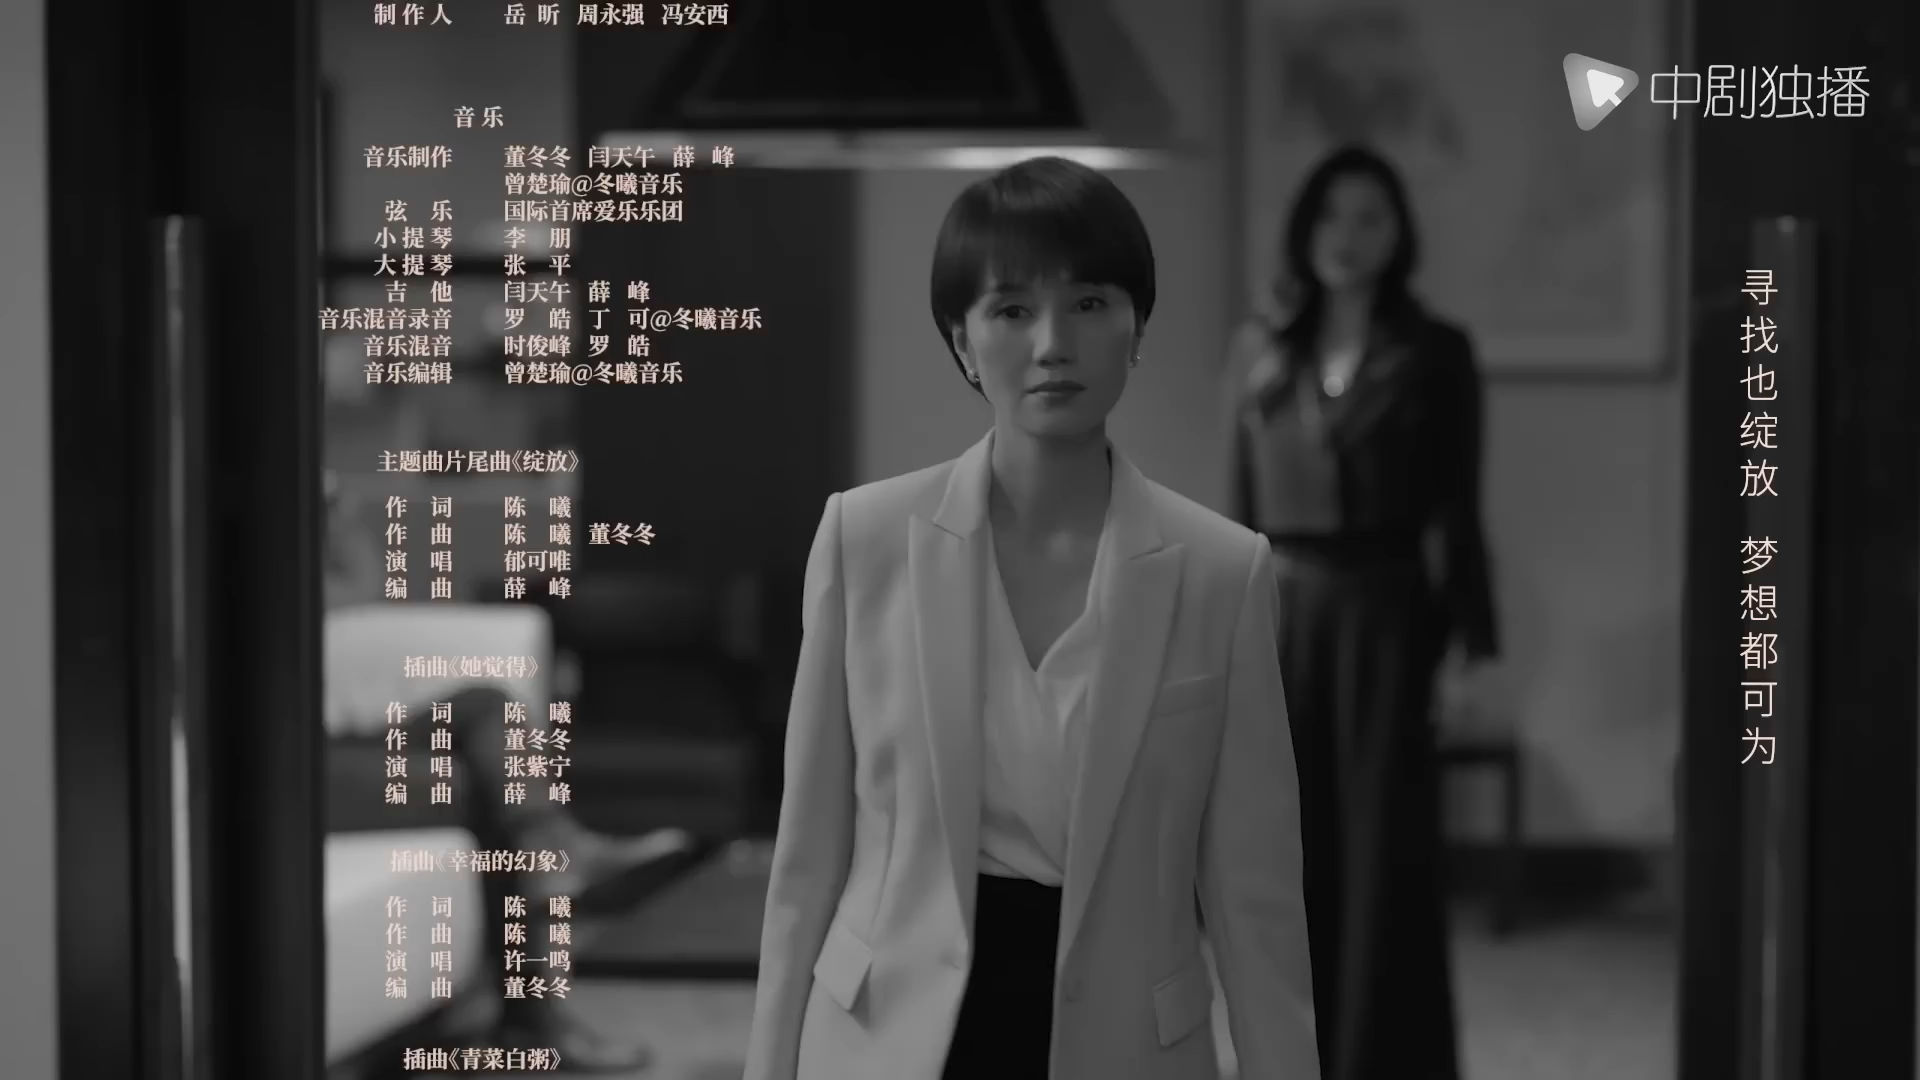 制作人 岳昕 周永强 冯安西
音乐
音乐制作 董冬冬 闫天午 薛峰
曾楚瑜@冬曦音乐
弦乐 国际首席爱乐乐团
小提琴 李朋
大提琴 张平
吉他 闫天午 薛峰
音乐混音录音 罗皓 丁可@冬曦音乐
音乐混音 时俊峰 罗皓
音乐编辑 曾楚瑜@冬曦音乐
主题曲片尾曲《绽放》
作词 陈曦
作曲 陈曦 董冬冬
演唱 郁可唯
编曲 薛峰
插曲《她觉得》
作词 陈曦
作曲 董冬冬
演唱 张紫宁
编曲 薛峰
插曲《幸福的幻象》
作词 陈曦
作曲 陈曦
演唱 许一鸣
编曲 董冬冬
插曲《青菜白粥》
中剧独播
寻找也绽放 梦想都可为